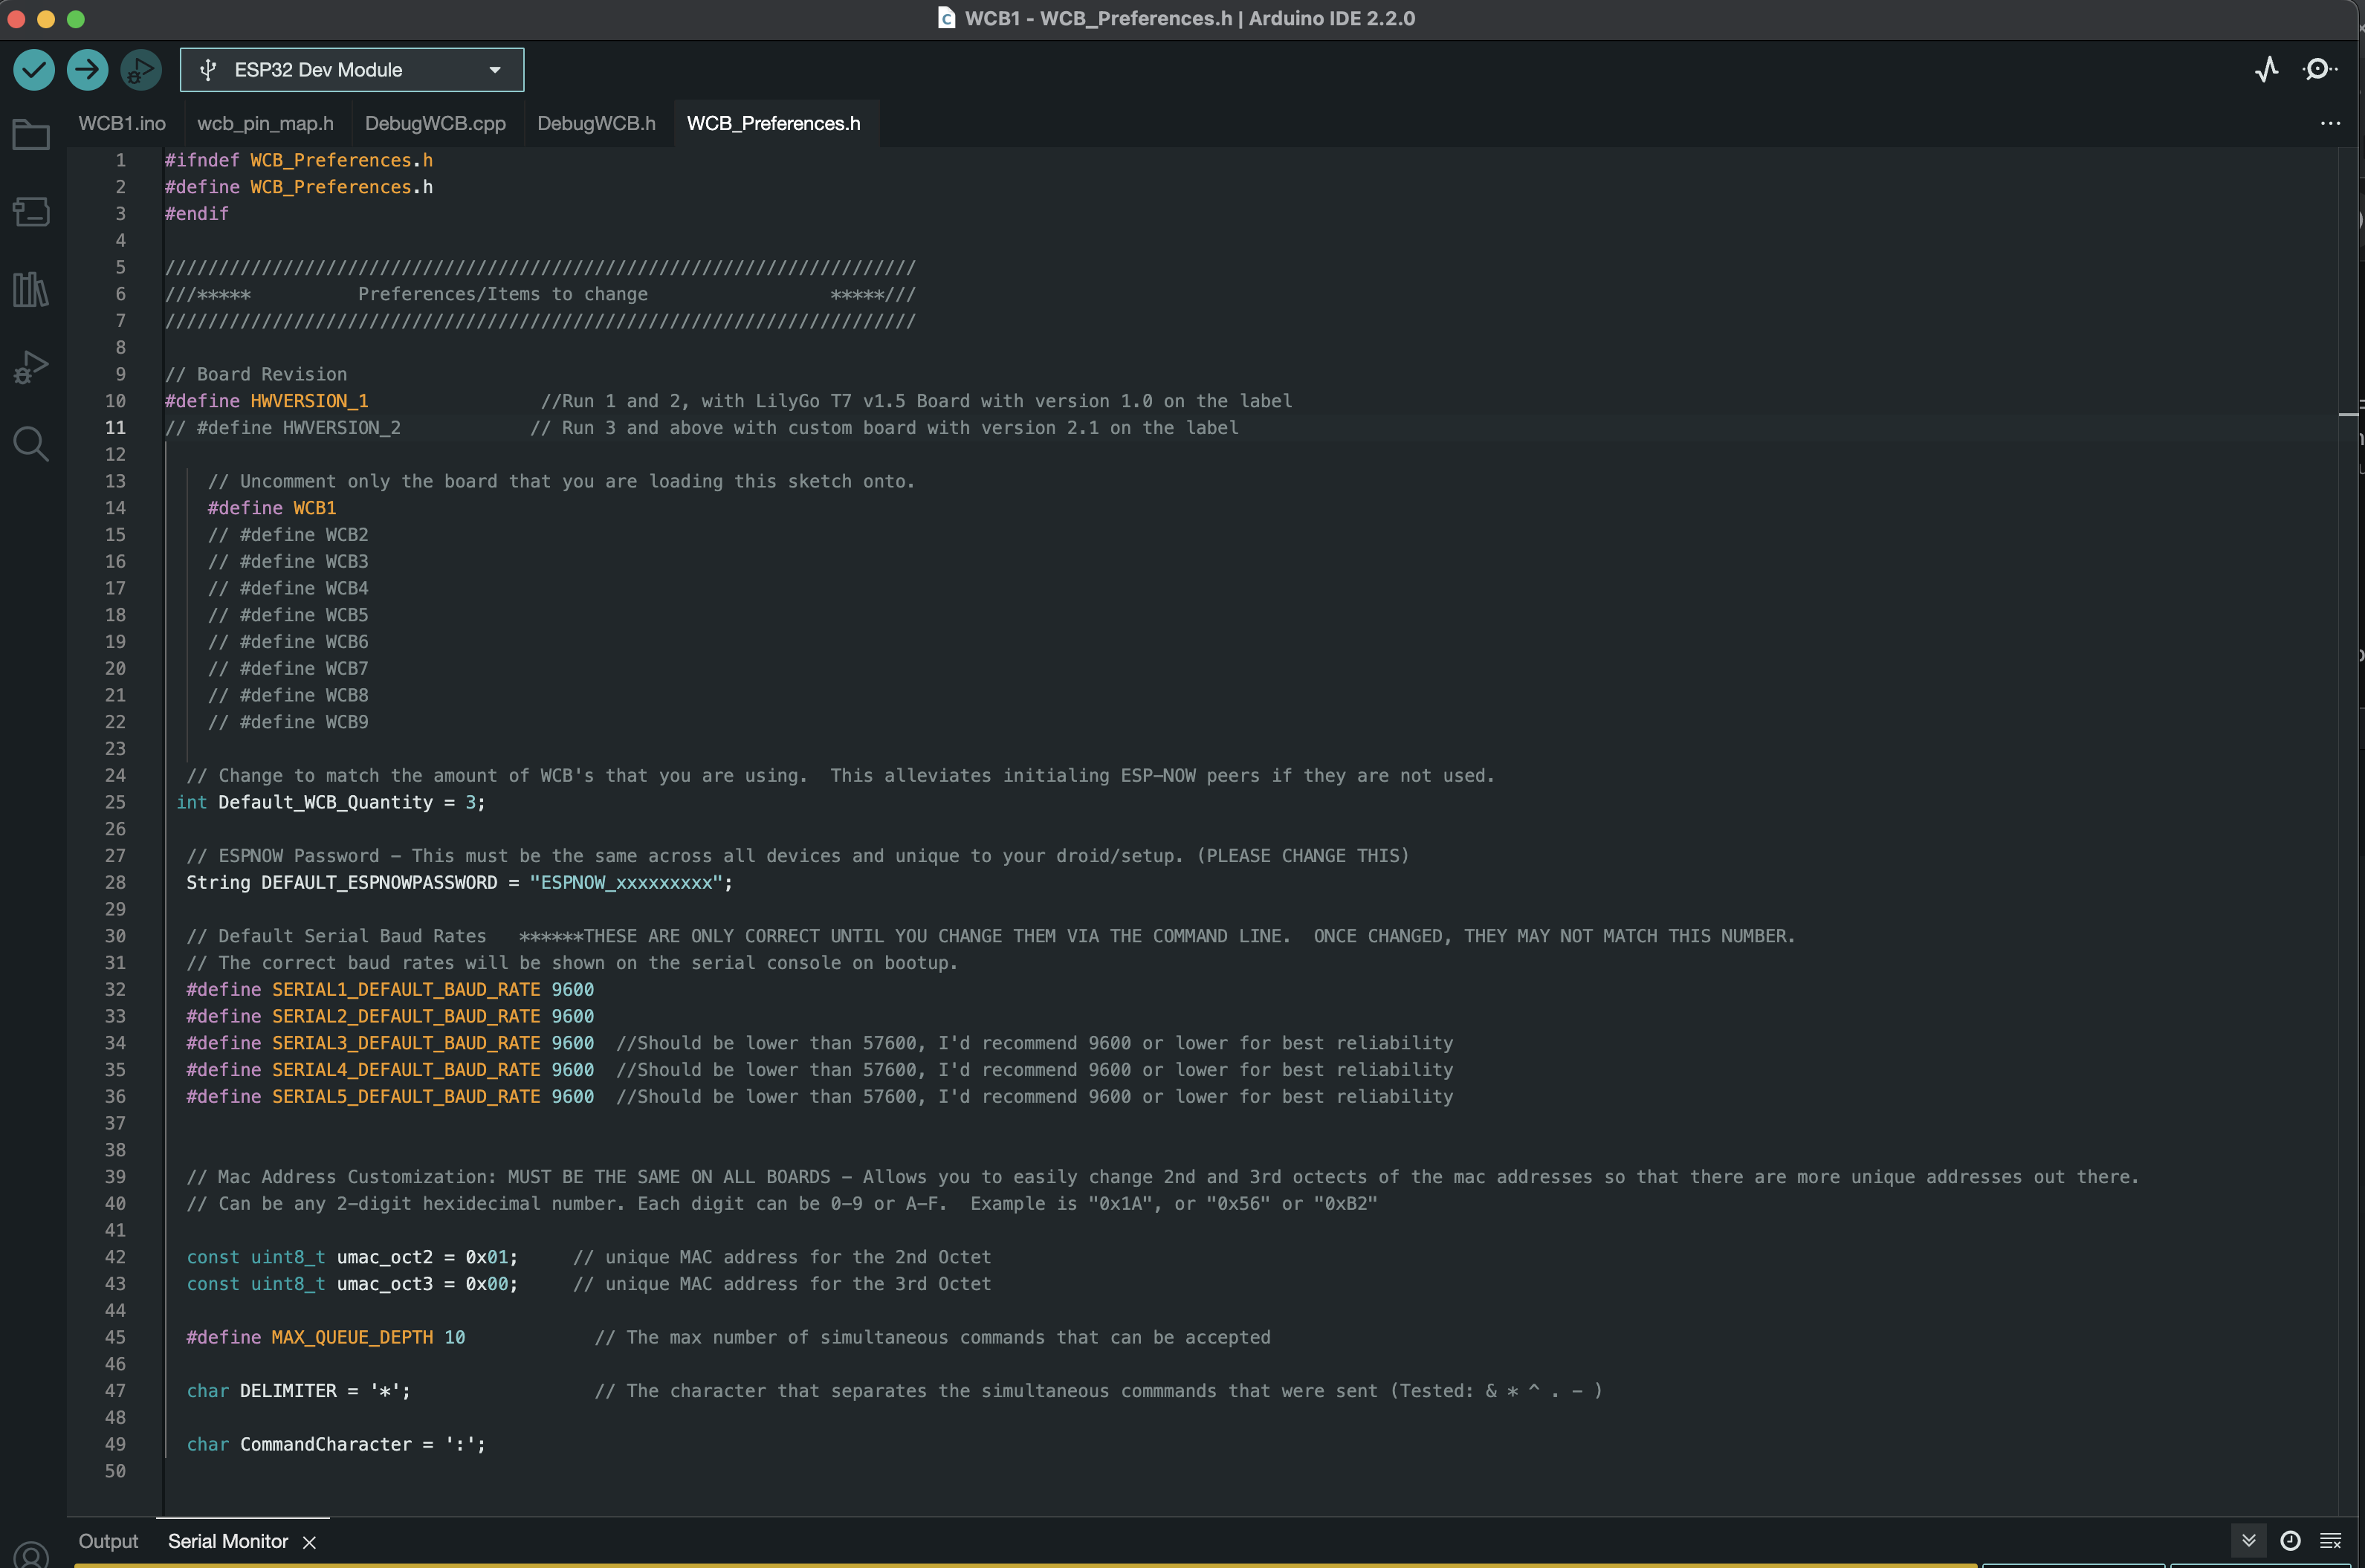 WCB1 - WCB_Preferences.h | Arduino IDE 2.2.0
ESP32 Dev Module
WCB1.ino wcb_pin_map.h DebugWCB.cpp DebugWCB.h WCB_Preferences.h ...
1 #ifndef WCB_Preferences.h
2 #define WCB_Preferences.h
3 #endif
4
5 //////////////////////////////////////////////////////////////////////
6 ///*****          Preferences/Items to change                 *****///
7 //////////////////////////////////////////////////////////////////////
8
9 // Board Revision
10 #define HWVERSION_1                //Run 1 and 2, with LilyGo T7 v1.5 Board with version 1.0 on the label
11 // #define HWVERSION_2            // Run 3 and above with custom board with version 2.1 on the label
12
13     // Uncomment only the board that you are loading this sketch onto.
14     #define WCB1
15     // #define WCB2
16     // #define WCB3
17     // #define WCB4
18     // #define WCB5
19     // #define WCB6
20     // #define WCB7
21     // #define WCB8
22     // #define WCB9
23
24   // Change to match the amount of WCB's that you are using.  This alleviates initialing ESP-NOW peers if they are not used.
25  int Default_WCB_Quantity = 3;
26
27   // ESPNOW Password - This must be the same across all devices and unique to your droid/setup. (PLEASE CHANGE THIS)
28   String DEFAULT_ESPNOWPASSWORD = "ESPNOW_xxxxxxxxx";
29
30   // Default Serial Baud Rates   ******THESE ARE ONLY CORRECT UNTIL YOU CHANGE THEM VIA THE COMMAND LINE.  ONCE CHANGED, THEY MAY NOT MATCH THIS NUMBER.
31   // The correct baud rates will be shown on the serial console on bootup.
32   #define SERIAL1_DEFAULT_BAUD_RATE 9600
33   #define SERIAL2_DEFAULT_BAUD_RATE 9600
34   #define SERIAL3_DEFAULT_BAUD_RATE 9600  //Should be lower than 57600, I'd recommend 9600 or lower for best reliability
35   #define SERIAL4_DEFAULT_BAUD_RATE 9600  //Should be lower than 57600, I'd recommend 9600 or lower for best reliability
36   #define SERIAL5_DEFAULT_BAUD_RATE 9600  //Should be lower than 57600, I'd recommend 9600 or lower for best reliability
37
38
39   // Mac Address Customization: MUST BE THE SAME ON ALL BOARDS - Allows you to easily change 2nd and 3rd octects of the mac addresses so that there are more unique addresses out there.
40   // Can be any 2-digit hexidecimal number. Each digit can be 0-9 or A-F.  Example is "0x1A", or "0x56" or "0xB2"
41
42   const uint8_t umac_oct2 = 0x01;     // unique MAC address for the 2nd Octet
43   const uint8_t umac_oct3 = 0x00;     // unique MAC address for the 3rd Octet
44
45   #define MAX_QUEUE_DEPTH 10            // The max number of simultaneous commands that can be accepted
46
47   char DELIMITER = '*';                 // The character that separates the simultaneous commmands that were sent (Tested: & * ^ . - )
48
49   char CommandCharacter = ':';
50
Output Serial Monitor